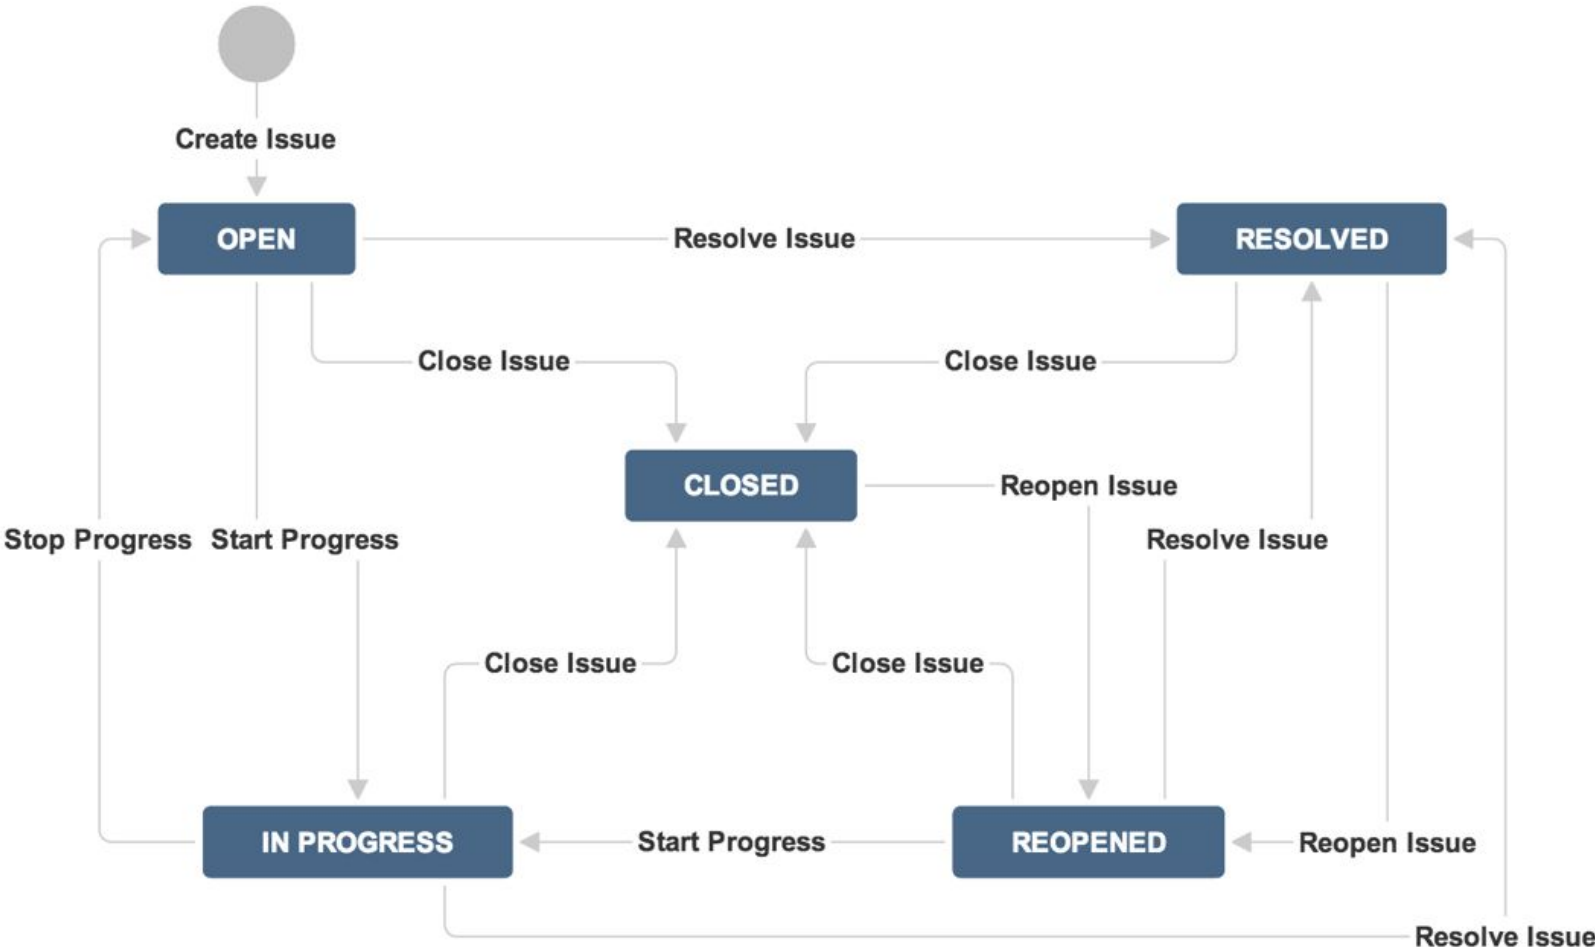 Create Issue
OPEN
Resolve Issue
RESOLVED
Close Issue
Close Issue
CLOSED
Reopen Issue
Stop Progress
Start Progress
Resolve Issue
Close Issue
Close Issue
IN PROGRESS
Start Progress
REOPENED
Reopen Issue
Resolve Issue